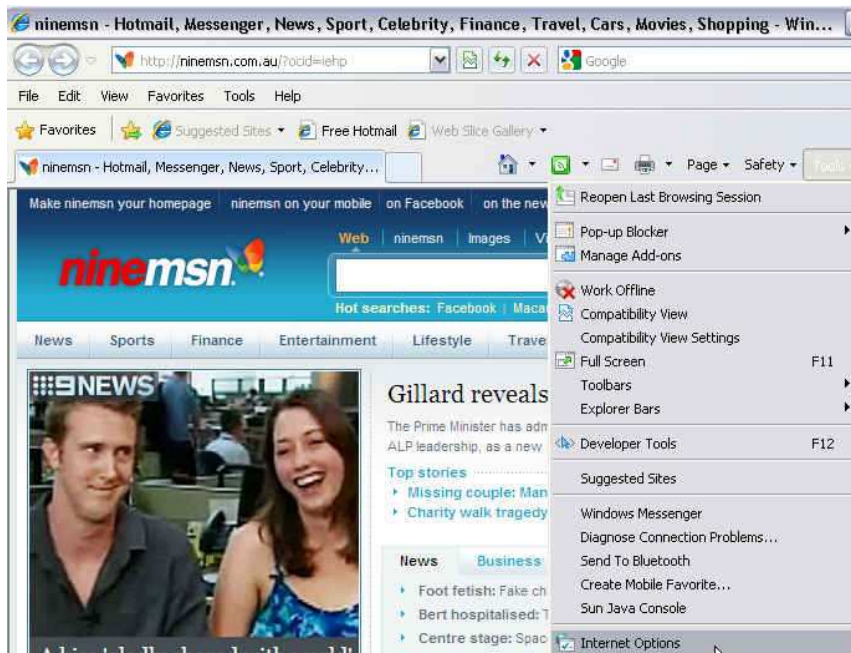 ninemsn - Hotmail, Messenger, News, Sport, Celebrity, Finance, Travel, Cars, Movies, Shopping - Win...
http://ninemsn.com.au/?ocid=iehp
Google
File Edit View Favorites Tools Help
Favorites Suggested Sites Free Hotmail Web Slice Gallery
ninemsn - Hotmail, Messenger, News, Sport, Celebrity...
Page Safety Tools
Make ninemsn your homepage ninemsn on your mobile on Facebook on the new
Web ninemsn Images
ninemsn.
Hot searches: Facebook
News Sports Finance Entertainment Lifestyle
9NEWS
Gillard reveals
The Prime Minister has
ALP leadership, as a new
Top stories
Missing couple: Man
Charity walk tragedy
News Business
Foot fetish: Fake
Bert hospitalised:
Centre stage:
Reopen Last Browsing Session
Pop-up Blocker
Manage Add-ons
Work Offline
Compatibility View
Compatibility View Settings
Full Screen F11
Toolbars
Explorer Bars
Developer Tools F12
Suggested Sites
Windows Messenger
Diagnose Connection Problems...
Send To Bluetooth
Create Mobile Favorite...
Sun Java Console
Internet Options